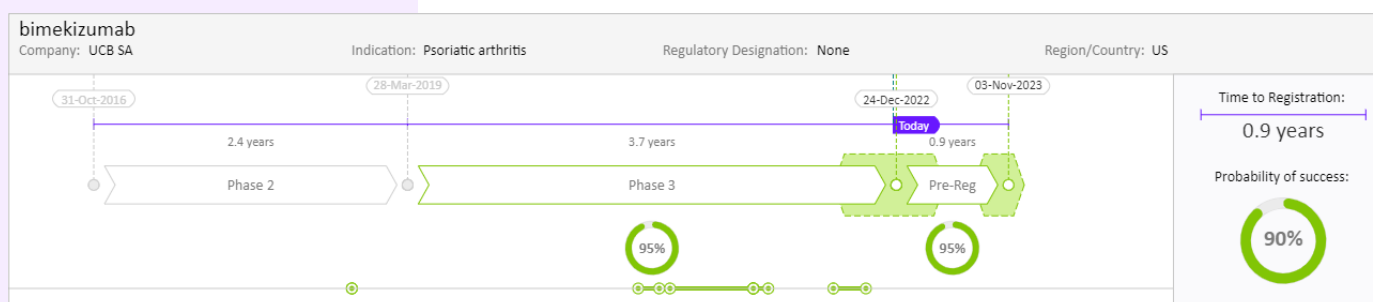 bimekizumab
Company: UCB SA Indication: Psoriatic arthritis Regulatory Designation: None Region/Country: US
31-Oct-2016 28-Mar-2019 24-Dec-2022 03-Nov-2023
Today
2.4 years 3.7 years 0.9 years
Phase 2 Phase 3 Pre-Reg
95% 95%
Time to Registration:
0.9 years
Probability of success:
90%